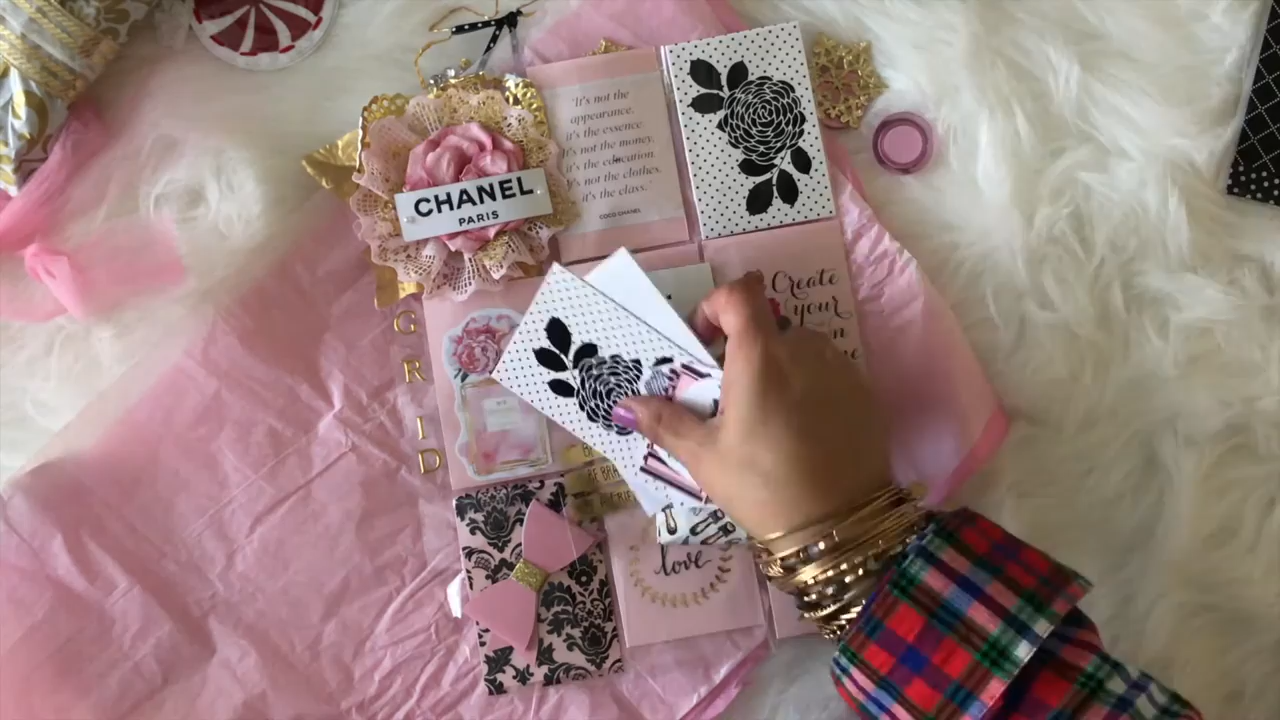 'It's not the
appearance,
it's the essence.
It's not the money,
it's the education.
It's not the clothes,
it's the class.'
COCO CHANEL
CHANEL
PARIS
Create
your
G
R
I
D
love